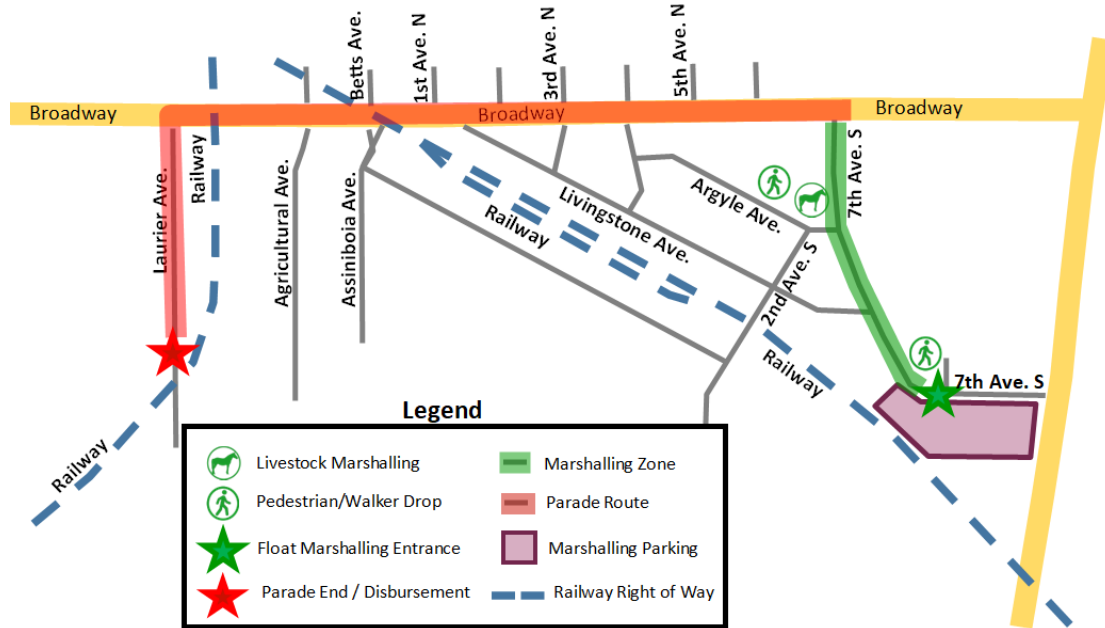 Betts Ave.
1st Ave. N
3rd Ave. N
5th Ave. N
Broadway
Broadway
Broadway
Railway
Laurier Ave.
Agricultural Ave.
Assiniboia Ave.
Railway
Livingstone Ave.
Argyle Ave.
7th Ave. S
2nd Ave. S
Railway
7th Ave. S
Railway
Legend
Livestock Marshalling
Marshalling Zone
Pedestrian/Walker Drop
Parade Route
Float Marshalling Entrance
Marshalling Parking
Parade End / Disbursement
Railway Right of Way